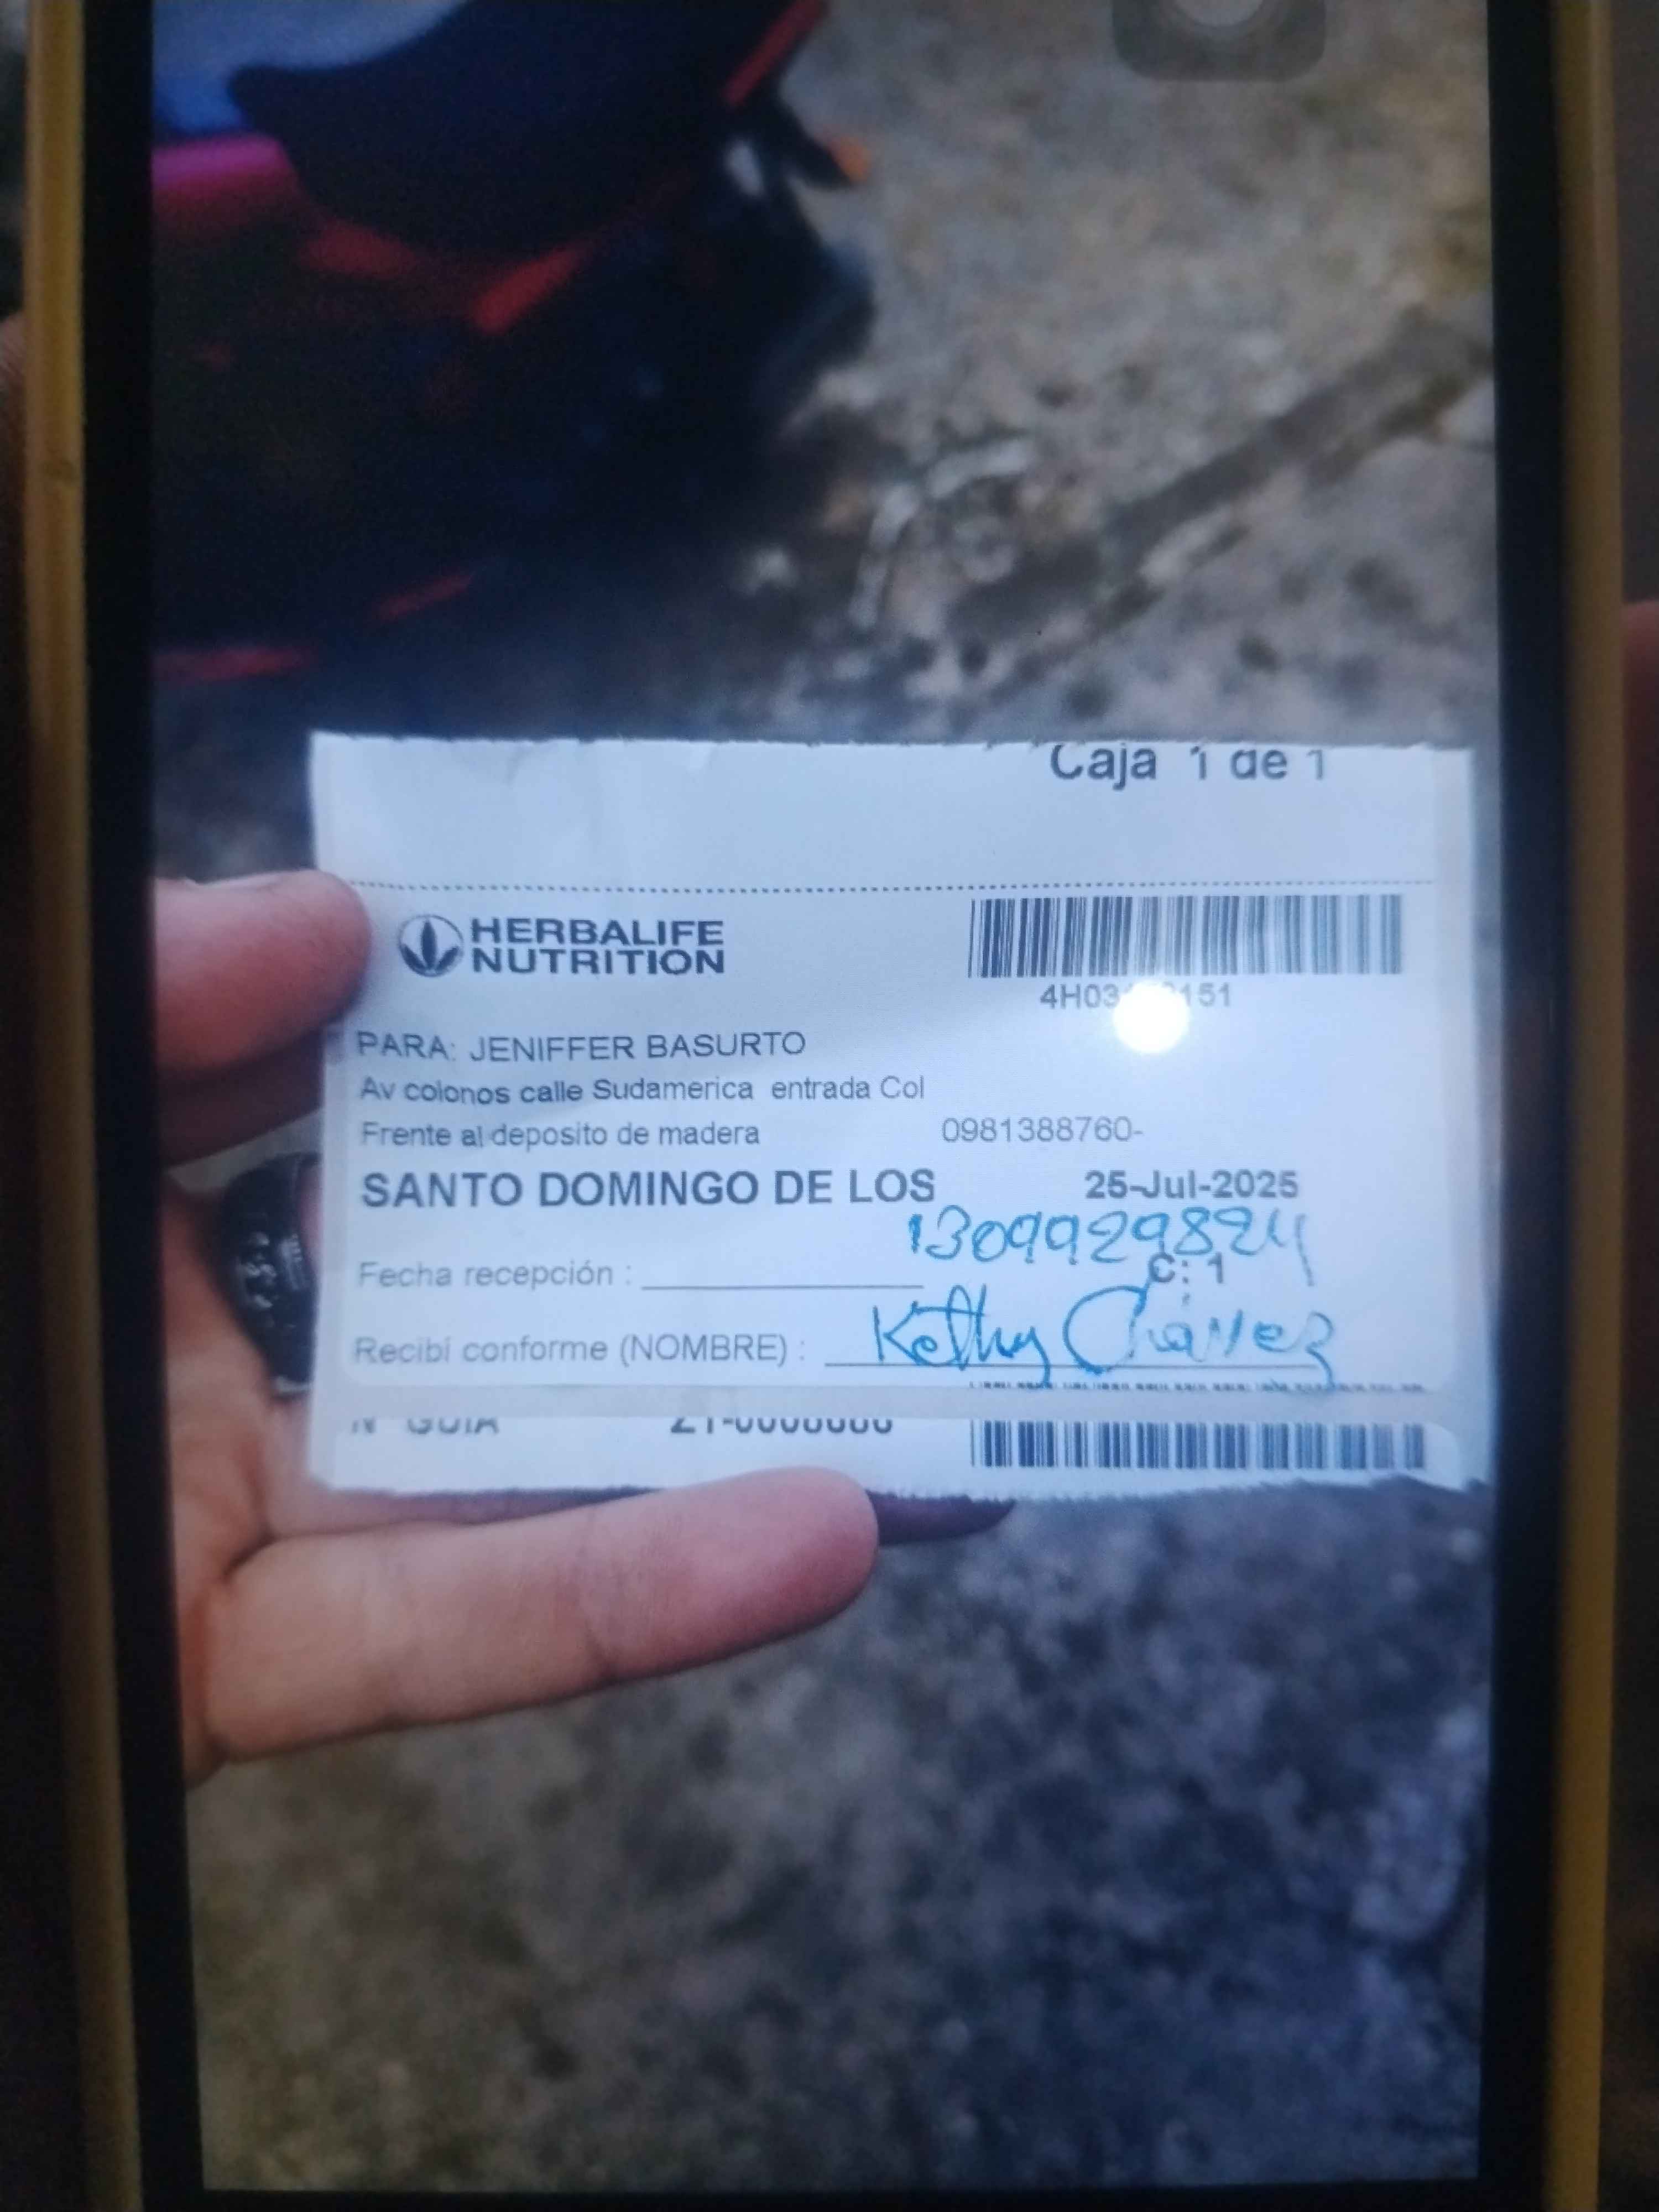 Caja 1 de 1
HERBALIFE
NUTRITION
PARA: JENIFFER BASURTO
Av colonos calle Sudamerica entrada Col
Frente al deposito de madera 0981388760-
SANTO DOMINGO DE LOS 25-Jul-2025
1309929824
Fecha recepción : C: 1
Recibí conforme (NOMBRE) : Kethy Chávez
N° GUIA